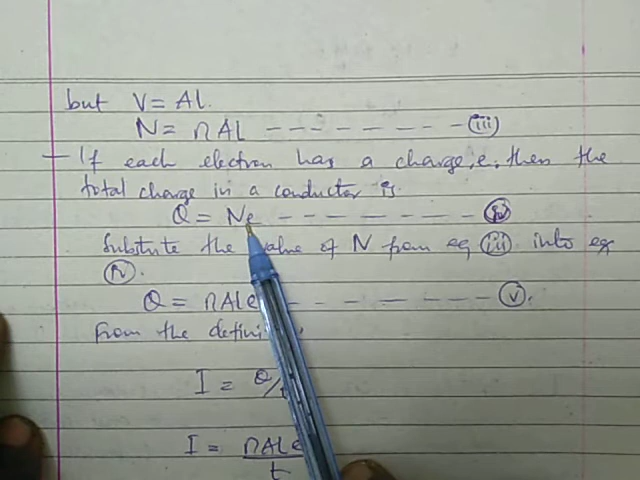 but V = Al.
N = nAl - - - - - - - (iii)
- If each electron has a charge, e, then the
total charge in a conductor is
Q = Ne - - - - - - - - (iv)
Substute the value of N from eq (iii) into eq
(iv).
Q = nAle - - - - - - - (v).
From the
I = Q/
I = nAle
t